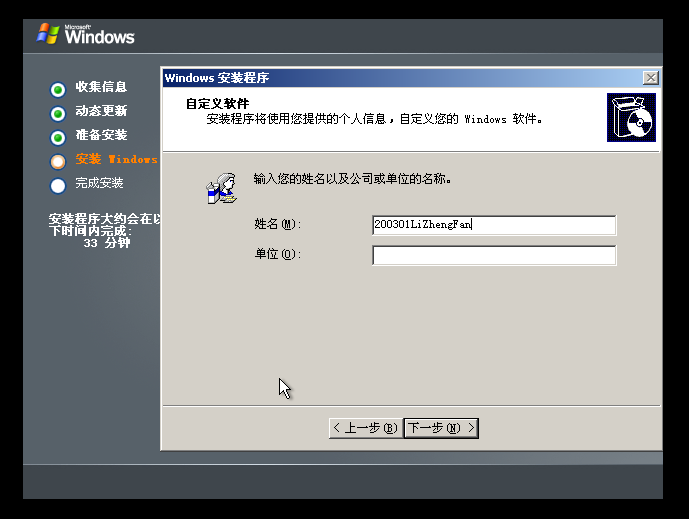 Microsoft
Windows
收集信息
动态更新
准备安装
安装 Windows
完成安装
安装程序大约会在以
下时间内完成:
33 分钟
Windows 安装程序
自定义软件
安装程序将使用您提供的个人信息，自定义您的 Windows 软件。
输入您的姓名以及公司或单位的名称。
姓名(M):
200301LiZhengFan
单位(O):
< 上一步(B)
下一步(N) >